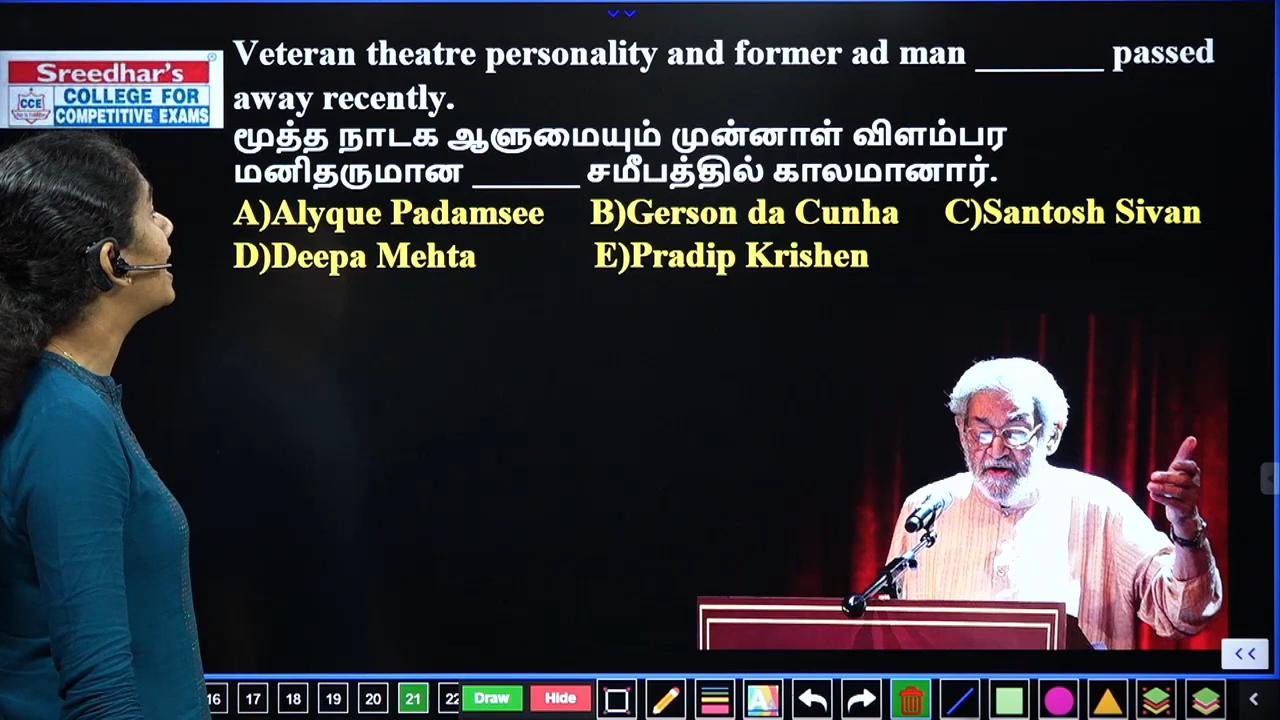 Veteran theatre personality and former ad man ________ passed
away recently.
மூத்த நாடக ஆளுமையும் முன்னாள் விளம்பர
மனிதருமான _______ சமீபத்தில் காலமானார்.
A)Alyque Padamsee B)Gerson da Cunha C)Santosh Sivan
D)Deepa Mehta E)Pradip Krishen
Sreedhar's
CCE
COLLEGE FOR
COMPETITIVE EXAMS
16 17 18 19 20 21 22 Draw Hide